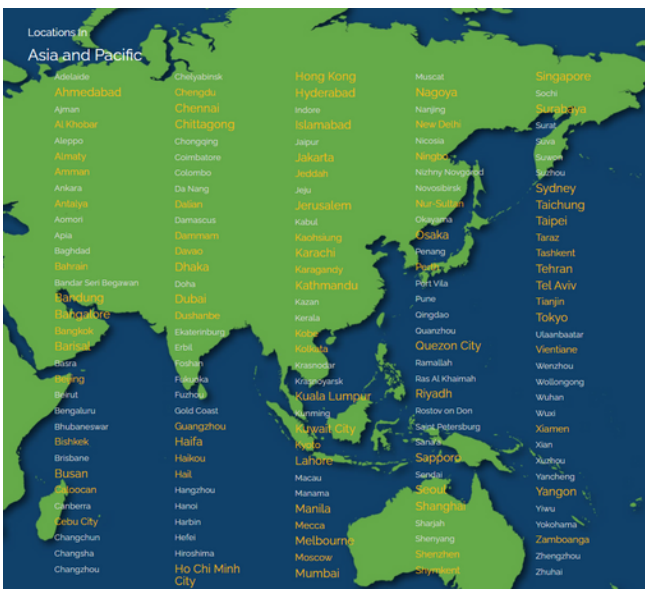 Locations In
Asia and Pacific
Adelaide
Ahmedabad
Ajman
Al Khobar
Aleppo
Almaty
Amman
Ankara
Antalya
Aomori
Apia
Baghdad
Bahrain
Bandar Seri Begawan
Bandung
Bangalore
Bangkok
Barisal
Basra
Beijing
Beirut
Bengaluru
Bhubaneswar
Bishkek
Brisbane
Busan
Caloocan
Canberra
Cebu City
Changchun
Changsha
Changzhou
Chelyabinsk
Chengdu
Chennai
Chittagong
Chongqing
Coimbatore
Colombo
Da Nang
Dalian
Damascus
Dammam
Davao
Dhaka
Doha
Dubai
Dushanbe
Ekaterinburg
Erbil
Foshan
Fukuoka
Fuzhou
Gold Coast
Guangzhou
Haifa
Haikou
Hail
Hangzhou
Hanoi
Harbin
Hefei
Hiroshima
Ho Chi Minh
City
Hong Kong
Hyderabad
Indore
Islamabad
Jaipur
Jakarta
Jeddah
Jeju
Jerusalem
Kabul
Kaohsiung
Karachi
Karagandy
Kathmandu
Kazan
Kerala
Kobe
Kolkata
Krasnodar
Krasnoyarsk
Kuala Lumpur
Kunming
Kuwait City
Kyoto
Lahore
Macau
Manama
Manila
Mecca
Melbourne
Moscow
Mumbai
Muscat
Nagoya
Nanjing
New Delhi
Nicosia
Ningbo
Nizhny Novgorod
Novosibirsk
Nur-Sultan
Okayama
Osaka
Penang
Perth
Port Vila
Pune
Qingdao
Quanzhou
Quezon City
Ramallah
Ras Al Khaimah
Riyadh
Rostov on Don
Saint Petersburg
Sana'a
Sapporo
Sendai
Seoul
Shanghai
Sharjah
Shenyang
Shenzhen
Shymkent
Singapore
Sochi
Surabaya
Surat
Suva
Suwon
Suzhou
Sydney
Taichung
Taipei
Taraz
Tashkent
Tehran
Tel Aviv
Tianjin
Tokyo
Ulaanbaatar
Vientiane
Wenzhou
Wollongong
Wuhan
Wuxi
Xiamen
Xian
Xuzhou
Yancheng
Yangon
Yiwu
Yokohama
Zamboanga
Zhengzhou
Zhuhai